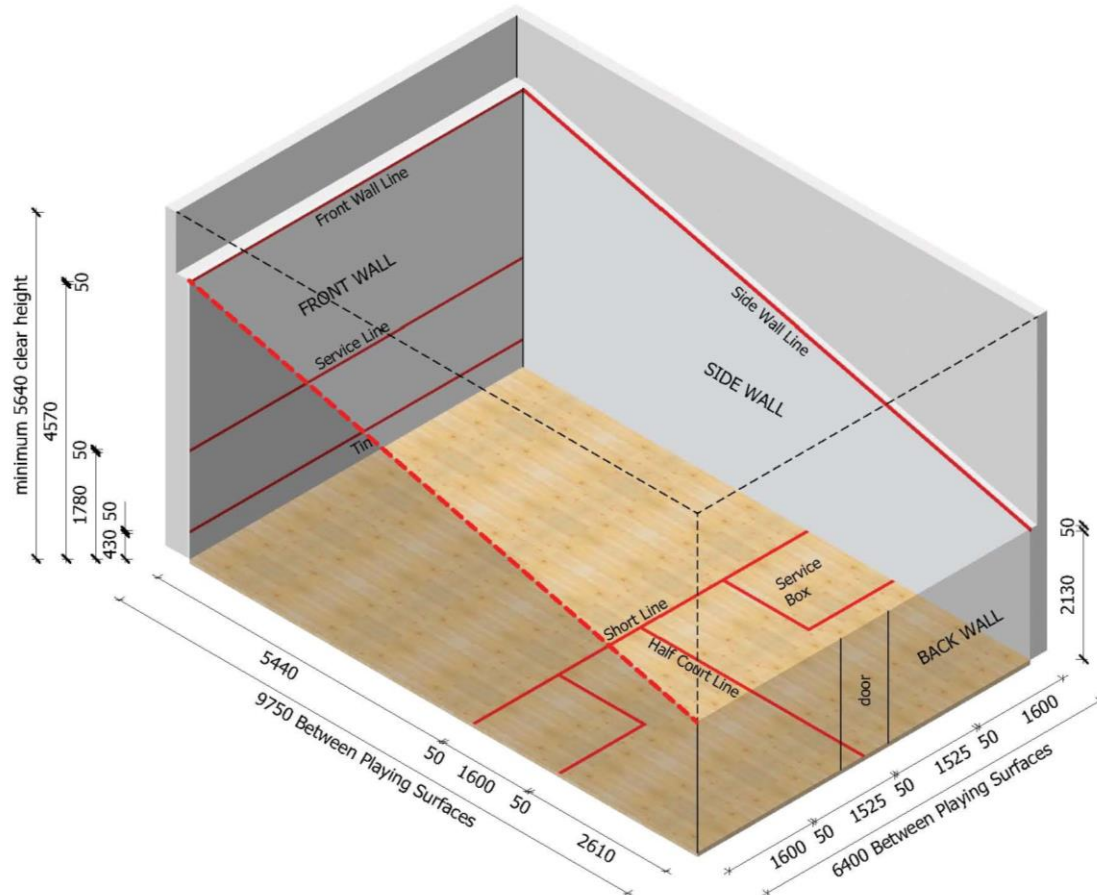 Front Wall Line
FRONT WALL
Service Line
Tin
Side Wall Line
SIDE WALL
Short Line
Half Court Line
Service
Box
door
BACK WALL
minimum 5640 clear height
4570
50
1780
50
430
50
50
2130
5440
50
1600
50
2610
9750 Between Playing Surfaces
1600
50
1525
50
1525
50
1600
6400 Between Playing Surfaces